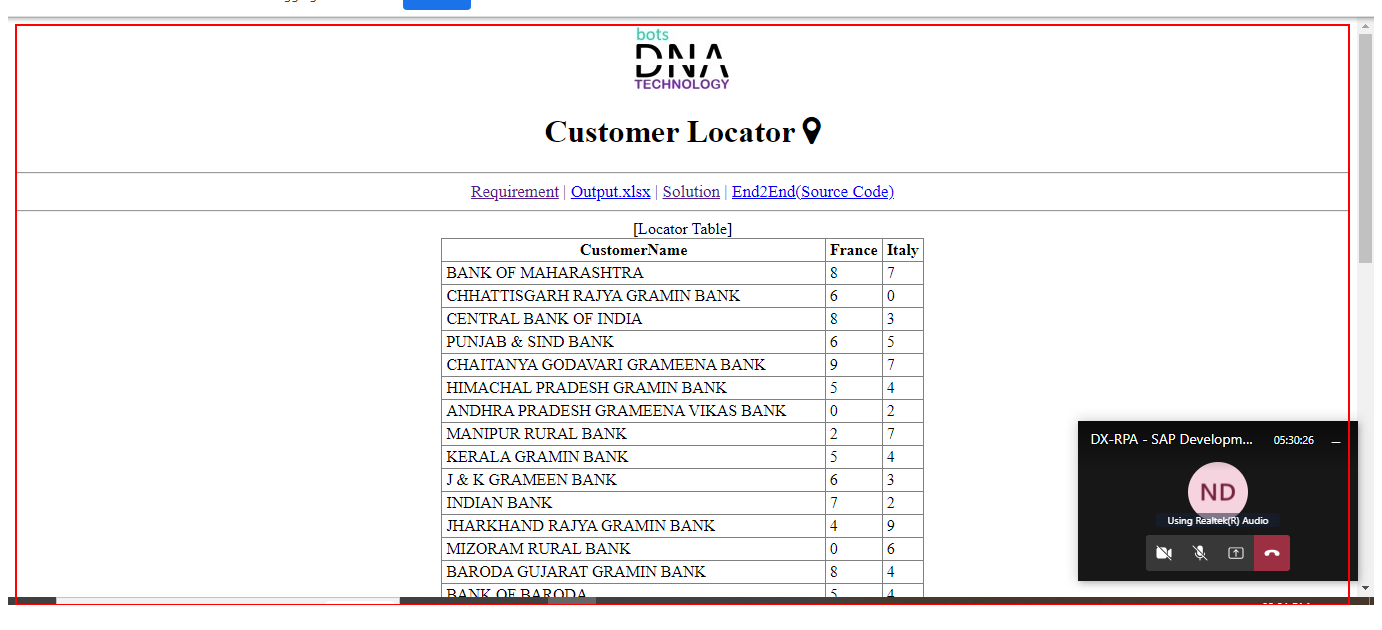 bots
DNA
TECHNOLOGY
Customer Locator
Requirement | Output.xlsx | Solution | End2End(Source Code)
[Locator Table]
CustomerName France Italy
BANK OF MAHARASHTRA 8 7
CHHATTISGARH RAJYA GRAMIN BANK 6 0
CENTRAL BANK OF INDIA 8 3
PUNJAB & SIND BANK 6 5
CHAITANYA GODAVARI GRAMEENA BANK 9 7
HIMACHAL PRADESH GRAMIN BANK 5 4
ANDHRA PRADESH GRAMEENA VIKAS BANK 0 2
MANIPUR RURAL BANK 2 7
KERALA GRAMIN BANK 5 4
J & K GRAMEEN BANK 6 3
INDIAN BANK 7 2
JHARKHAND RAJYA GRAMIN BANK 4 9
MIZORAM RURAL BANK 0 6
BARODA GUJARAT GRAMIN BANK 8 4
BANK OF BARODA 5 4
DX-RPA - SAP Developm... 05:30:26
ND
Using Realtek(R) Audio